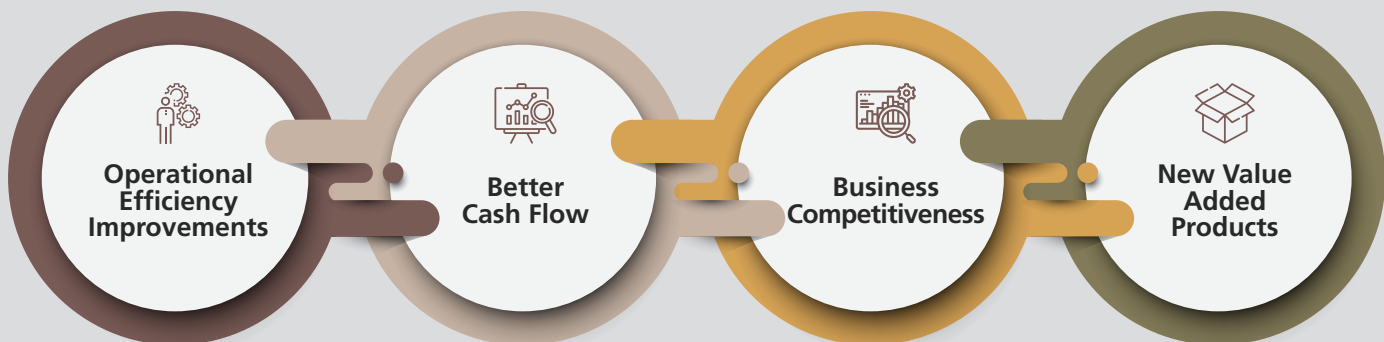 Operational
Efficiency
Improvements
Better
Cash Flow
Business
Competitiveness
New Value
Added
Products